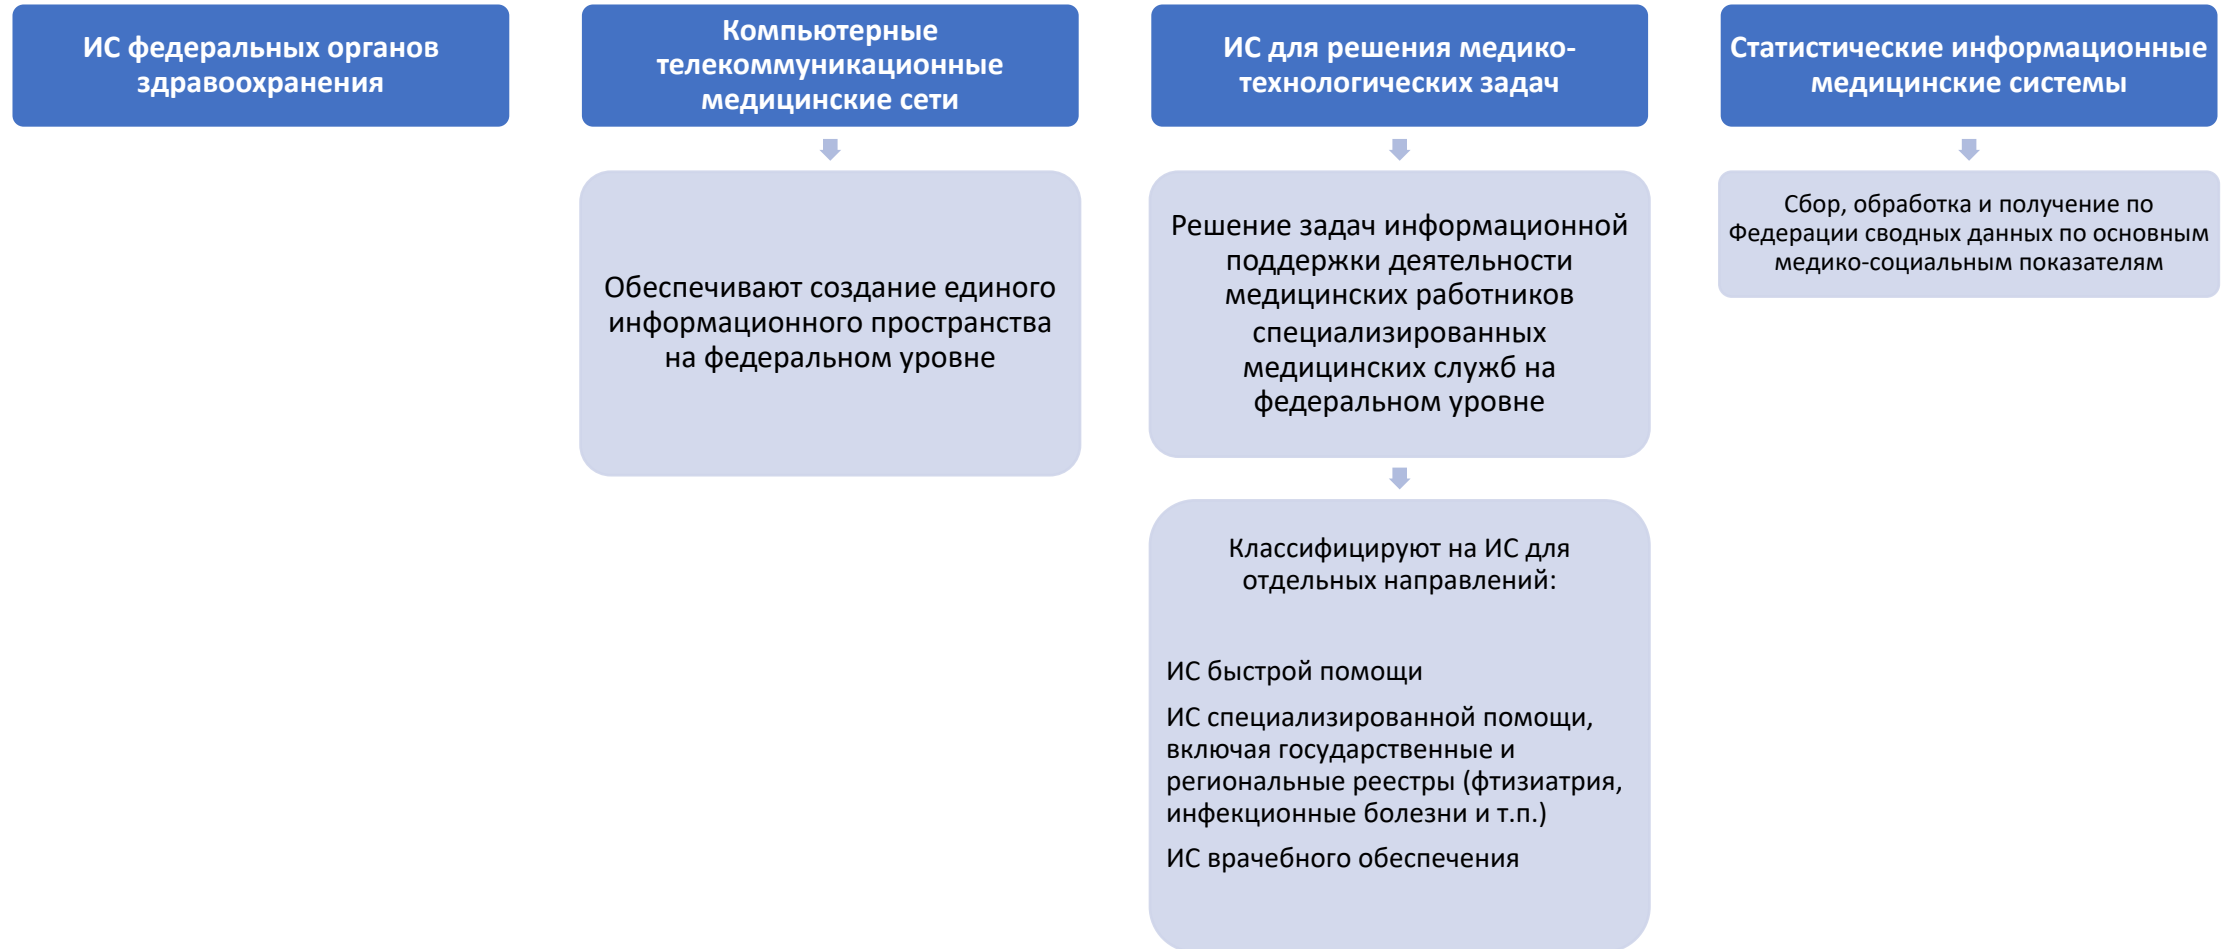 ИС федеральных органов
здравоохранения
Компьютерные
телекоммуникационные
медицинские сети
Обеспечивают создание единого
информационного пространства
на федеральном уровне
ИС для решения медико-
технологических задач
Решение задач информационной
поддержки деятельности
медицинских работников
специализированных
медицинских служб на
федеральном уровне
Классифицируют на ИС для
отдельных направлений:
ИС быстрой помощи
ИС специализированной помощи,
включая государственные и
региональные реестры (фтизиатрия,
инфекционные болезни и т.п.)
ИС врачебного обеспечения
Статистические информационные
медицинские системы
Сбор, обработка и получение по
Федерации сводных данных по основным
медико-социальным показателям